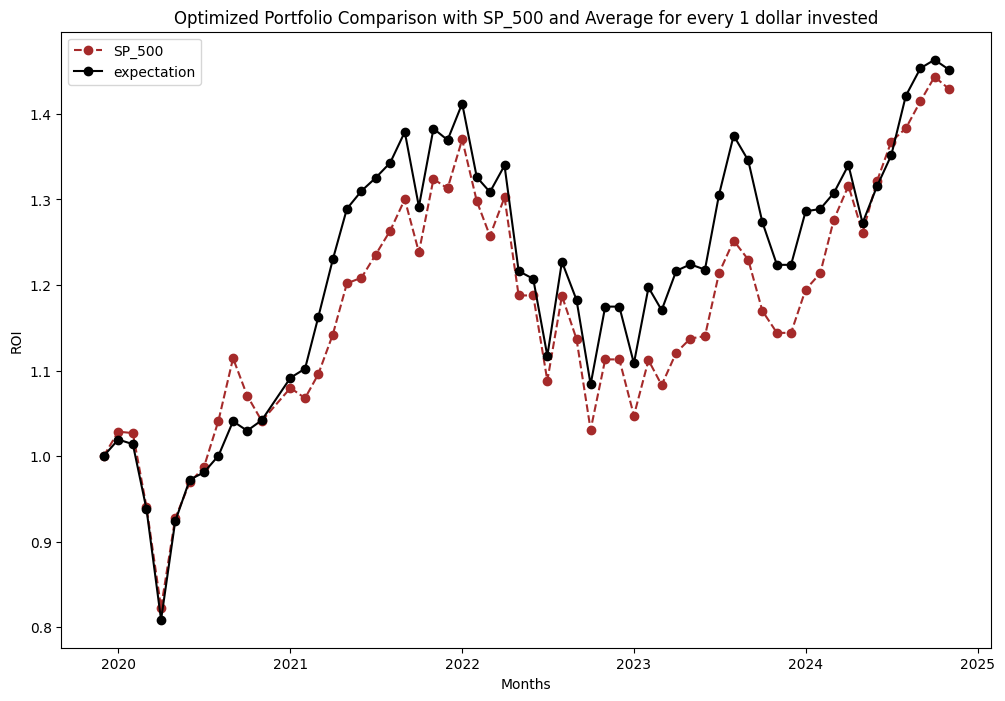 Optimized Portfolio Comparison with SP_500 and Average for every 1 dollar invested
SP_500
expectation
ROI
1.4
1.3
1.2
1.1
1.0
0.9
0.8
2020
2021
2022
2023
2024
2025
Months